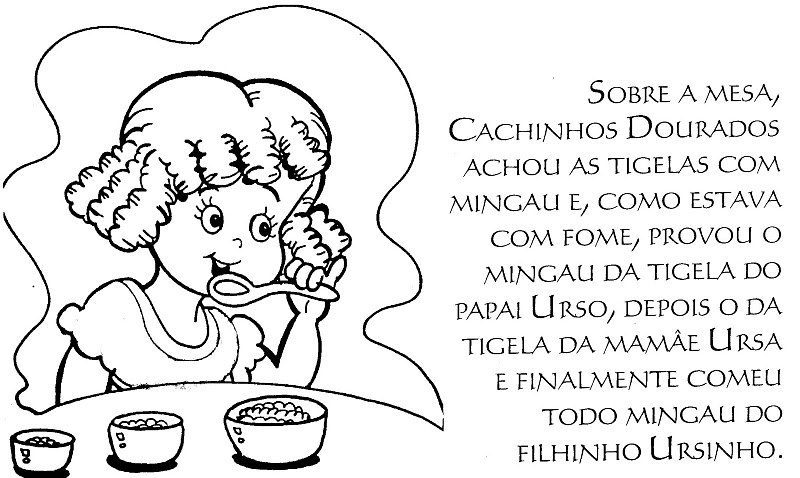 SOBRE A MESA,
CACHINHOS DOURADOS
ACHOU AS TIGELAS COM
MINGAU E, COMO ESTAVA
COM FOME, PROVOU O
MINGAU DA TIGELA DO
PAPAI URSO, DEPOIS O DA
TIGELA DA MAMÂE URSA
E FINALMENTE COMEU
TODO MINGAU DO
FILHINHO URSINHO.